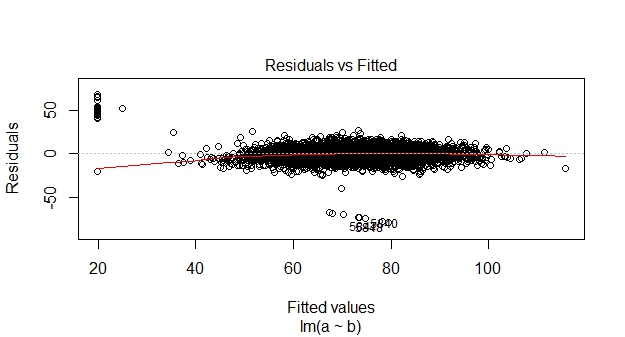 Residuals vs Fitted
Residuals
50
0
-50
20 40 60 80 100
Fitted values
lm(a ~ b)